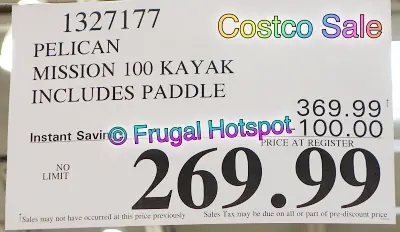 Costco Sale
1327177
PELICAN
MISSION 100 KAYAK
INCLUDES PADDLE
369.99
Instant Savings -100.00
© Frugal Hotspot
PRICE AT REGISTER
NO
LIMIT
269.99
Sales may not have occurred at this price previously
Sales Tax may be due on all or part of pre-discount price